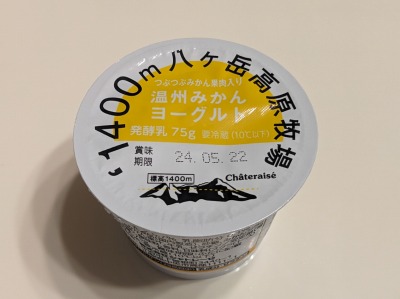 1400m八ヶ岳高原牧場
つぶつぶみかん果肉入り
温州みかん
ヨーグルト
発酵乳 75g 要冷蔵(10℃以下)
賞味
期限
24.05.22
標高1400m
Châteraisé